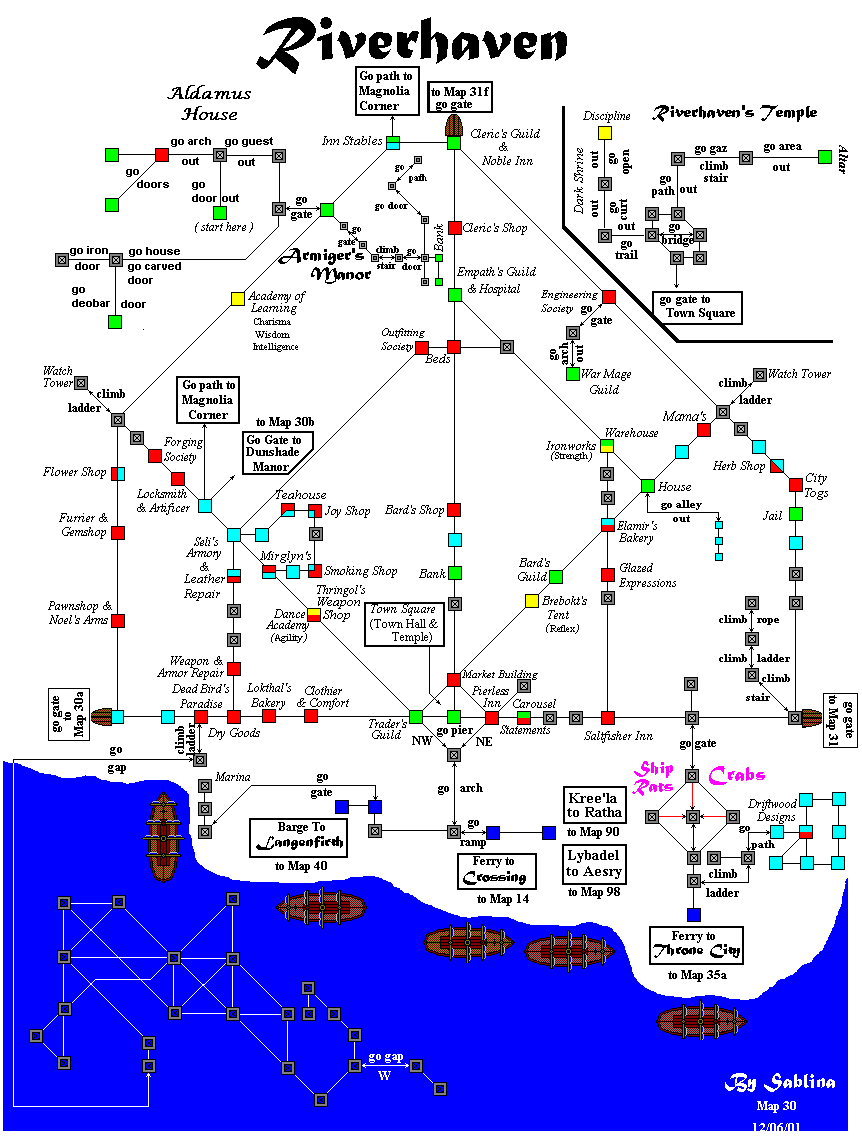 Riverhaven
Go path to
Magnolia
Corner
to Map 31f
go gate
Aldamus
House
go arch
go guest
out
out
go
doors
go
door
out
( start here )
go
gate
go iron
door
go house
go carved
door
go
deobar
door
Inn Stables
Cleric's Guild
& Noble Inn
go
path
go door
go
gate
go
climb
stair
go
door
Bank
Armiger's
Manor
Cleric's Shop
Empath's Guild
& Hospital
Discipline
Riverhaven's Temple
Dark Shrine
out
go
open
out
go
curt
out
go
trail
go gaz
climb
stair
go area
out
Altar
go
path
out
go
bridge
go gate to
Town Square
Academy of
Learning
Charisma
Wisdom
Intelligence
Engineering
Society
go
gate
go
arch
out
War Mage
Guild
Outfitting
Society
Beds
Watch
Tower
climb
ladder
Go path to
Magnolia
Corner
to Map 30b
Go Gate to
Dunshade
Manor
Watch Tower
climb
ladder
Mama's
Forging
Society
Locksmith
& Artificer
Flower Shop
Furrier &
Gemshop
Warehouse
Ironworks
(Strength)
Herb Shop
City
Togs
House
go alley
out
Jail
Teahouse
Joy Shop
Bard's Shop
Elamir's
Bakery
Seli's
Armory
&
Leather
Repair
Mirglyn's
Smoking Shop
Bank
Bard's
Guild
Glazed
Expressions
Pawnshop &
Noel's Arms
Thringol's
Weapon
Shop
Dance
Academy
(Agility)
Town Square
(Town Hall &
Temple)
Brebokt's
Tent
(Reflex)
climb
rope
climb
ladder
climb
stair
Weapon &
Armor Repair
Dead Bird's
Paradise
Lokthal's
Bakery
Clothier
& Comfort
Market Building
Pierless
Inn
Carousel
go gate
to
Map 30a
Dry Goods
Trader's
Guild
go pier
NW
NE
Statements
Saltfisher Inn
go gate
to
Map 31
climb
ladder
go
gap
go
arch
go
gate
Marina
go
gate
Ship
Rats
Crabs
Barge To
Langenfirth
to Map 40
go
ramp
Kree'la
to Ratha
to Map 90
Driftwood
Designs
go
path
Ferry to
Crossing
to Map 14
Lybadel
to Aesry
to Map 98
climb
ladder
Ferry to
Throne City
to Map 35a
go gap
W
By Sablina
Map 30
12/06/01